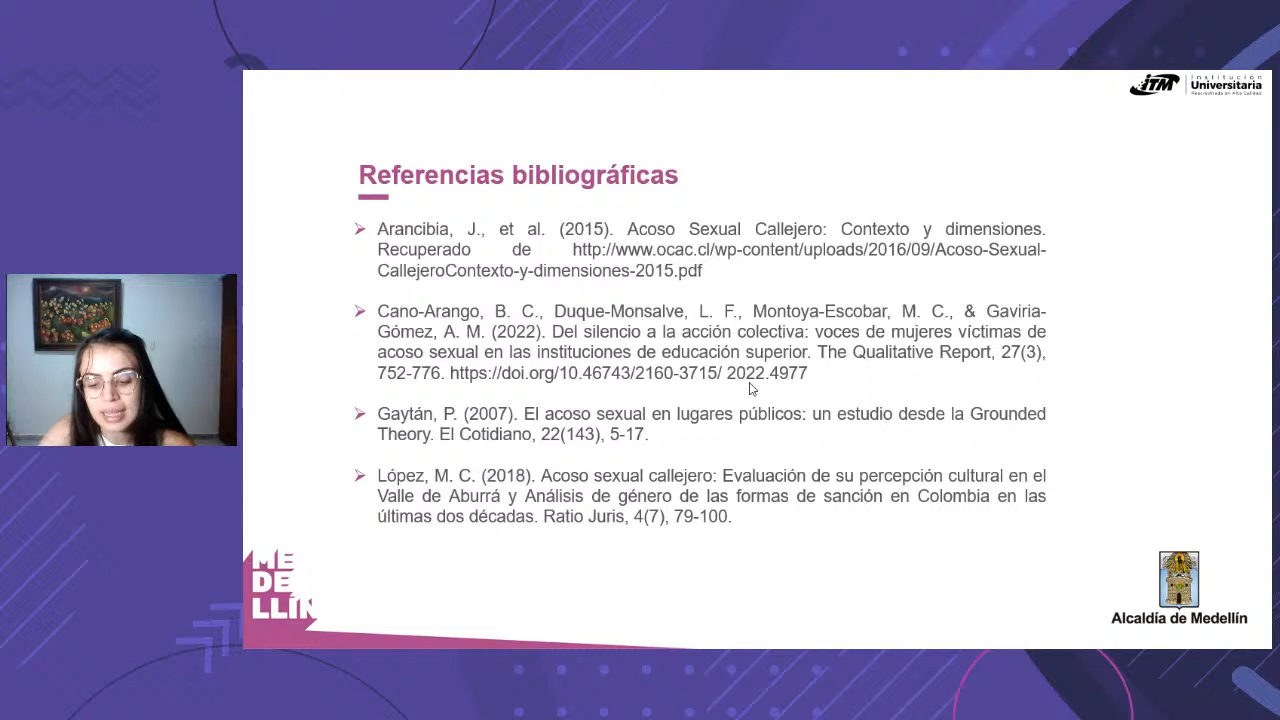 iTM
Institución
Universitaria
Reacreditada en Alta Calidad
Referencias bibliográficas
Arancibia, J., et al. (2015). Acoso Sexual Callejero: Contexto y dimensiones.
Recuperado de http://www.ocac.cl/wp-content/uploads/2016/09/Acoso-Sexual-
CallejeroContexto-y-dimensiones-2015.pdf
Cano-Arango, B. C., Duque-Monsalve, L. F., Montoya-Escobar, M. C., & Gaviria-
Gómez, A. M. (2022). Del silencio a la acción colectiva: voces de mujeres víctimas de
acoso sexual en las instituciones de educación superior. The Qualitative Report, 27(3),
752-776. https://doi.org/10.46743/2160-3715/ 2022.4977
Gaytán, P. (2007). El acoso sexual en lugares públicos: un estudio desde la Grounded
Theory. El Cotidiano, 22(143), 5-17.
López, M. C. (2018). Acoso sexual callejero: Evaluación de su percepción cultural en el
Valle de Aburrá y Análisis de género de las formas de sanción en Colombia en las
últimas dos décadas. Ratio Juris, 4(7), 79-100.
ME
DE
LLÍN
Alcaldía de Medellín